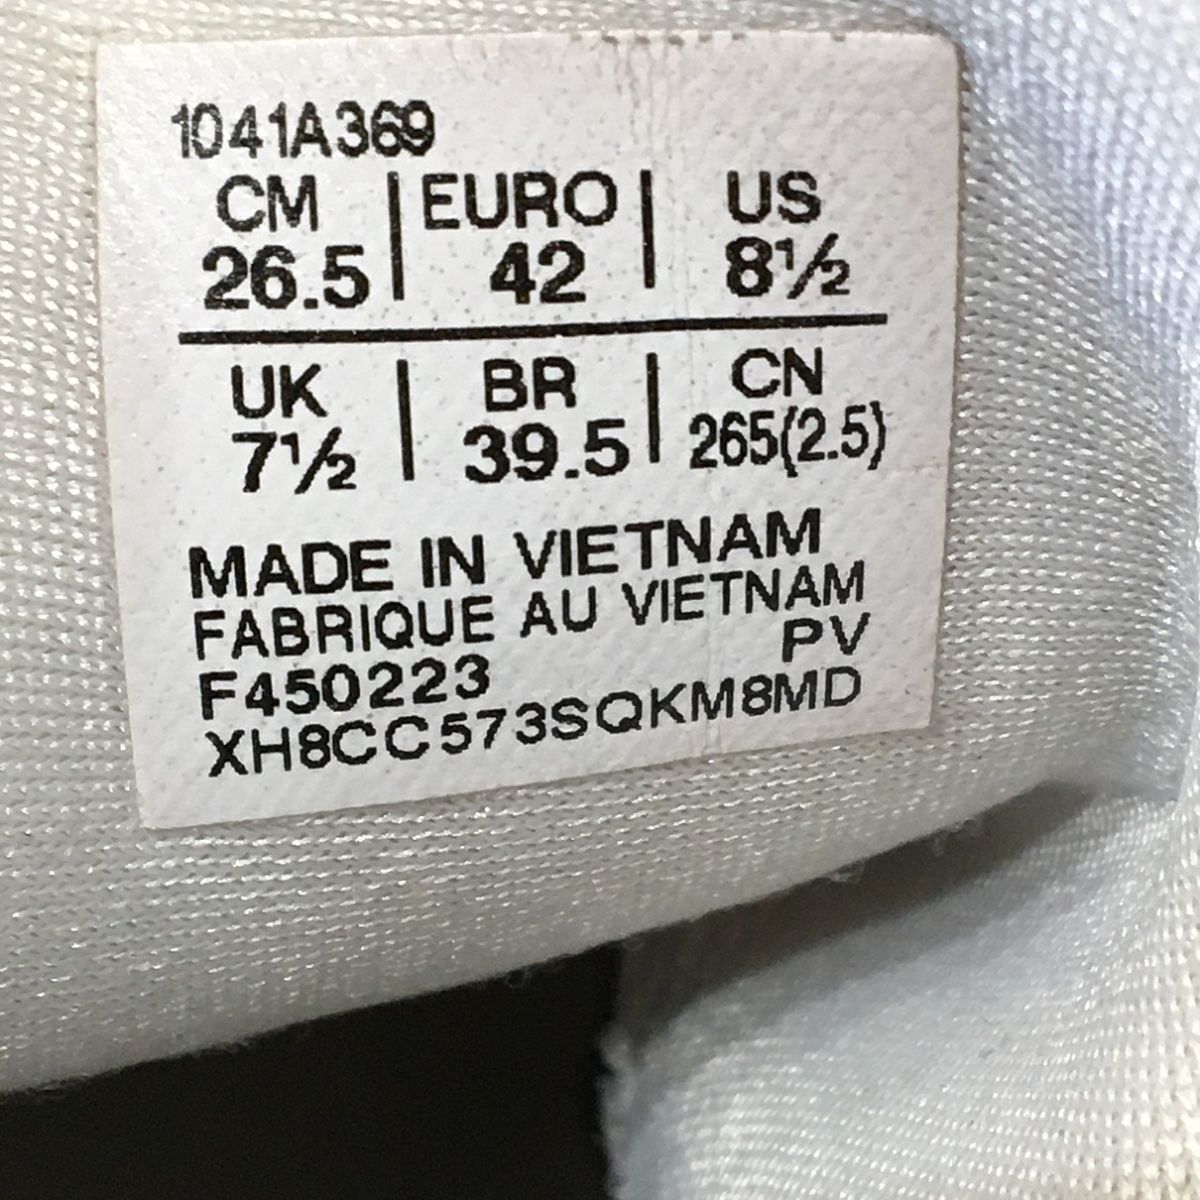 1041A369
CM | EURO | US
26.5 | 42 | 8½
UK | BR | CN
7½ | 39.5 | 265(2.5)
MADE IN VIETNAM
FABRIQUE AU VIETNAM
F450223 PV
XH8CC573SQKM8MD